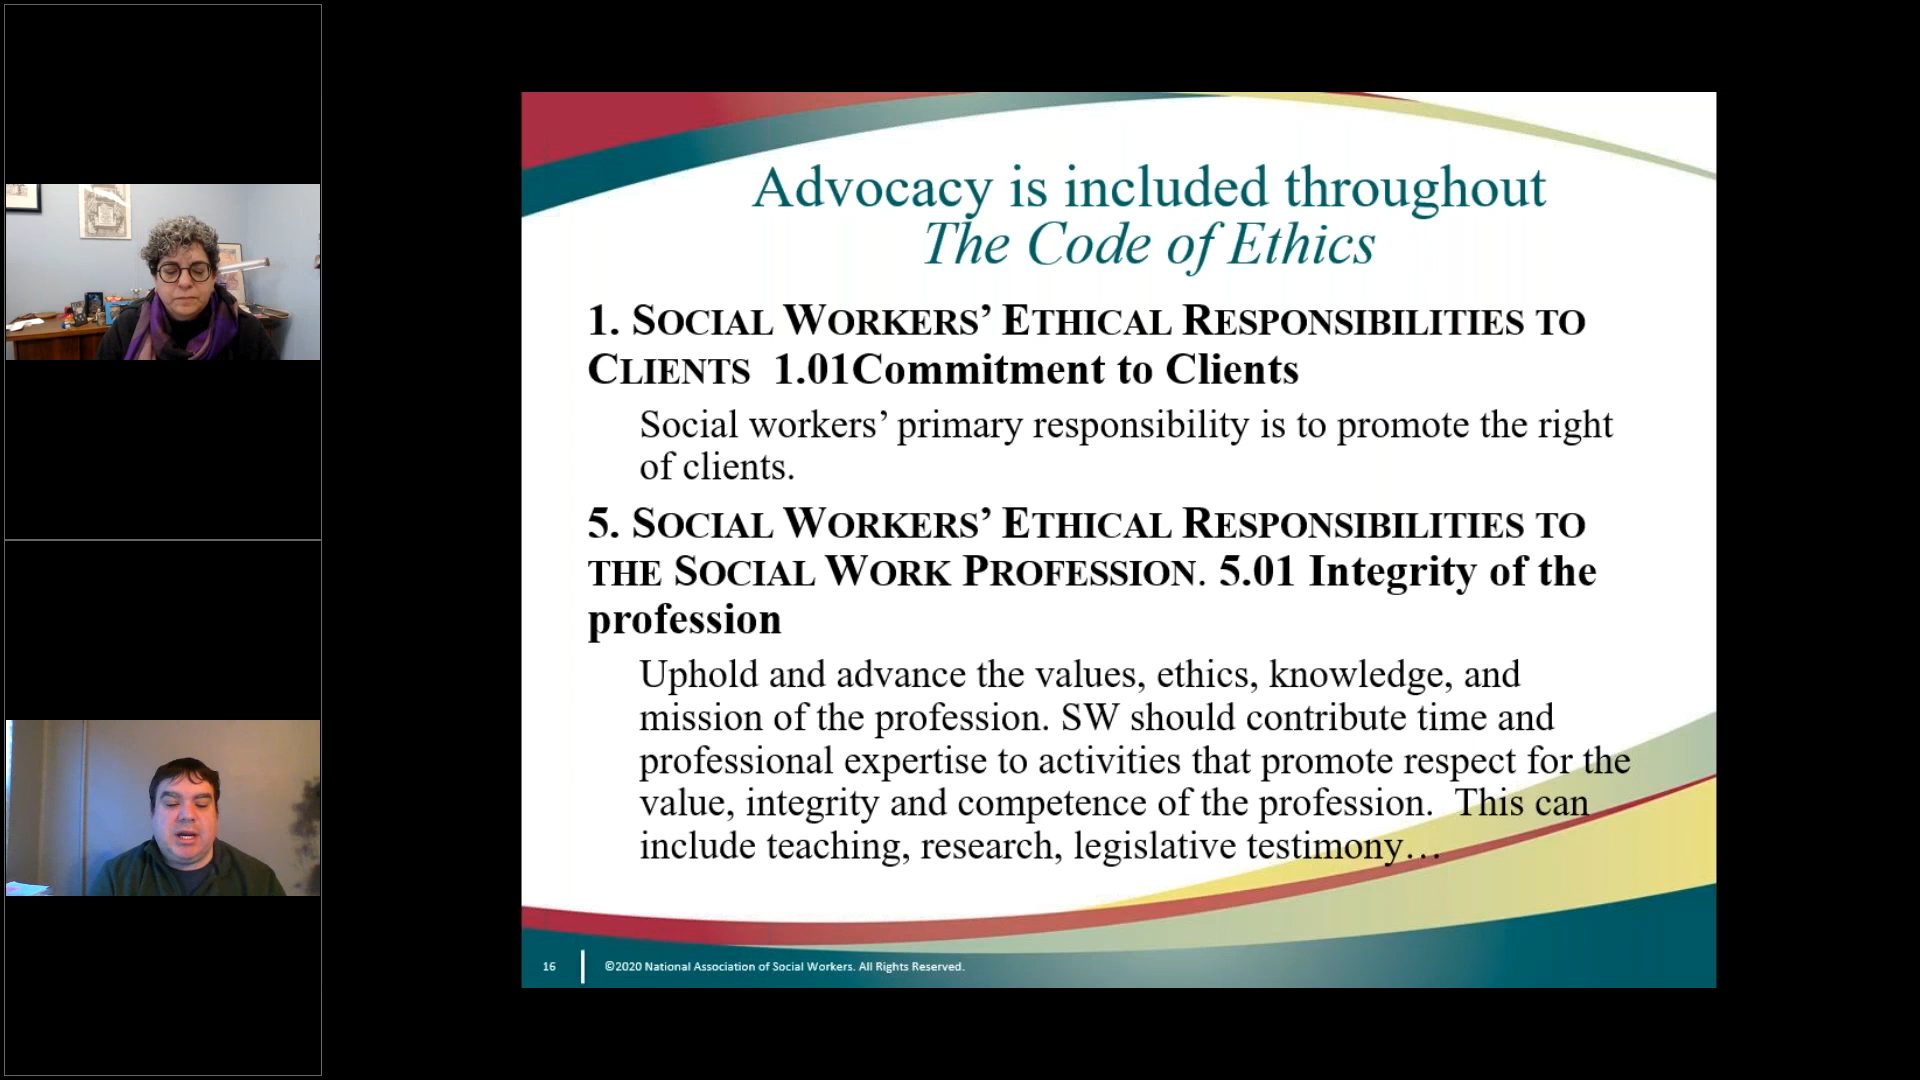 Advocacy is included throughout
The Code of Ethics
1. SOCIAL WORKERS’ ETHICAL RESPONSIBILITIES TO
CLIENTS  1.01Commitment to Clients
Social workers’ primary responsibility is to promote the right
of clients.
5. SOCIAL WORKERS’ ETHICAL RESPONSIBILITIES TO
THE SOCIAL WORK PROFESSION. 5.01 Integrity of the
profession
Uphold and advance the values, ethics, knowledge, and
mission of the profession. SW should contribute time and
professional expertise to activities that promote respect for the
value, integrity and competence of the profession.  This can
include teaching, research, legislative testimony…
16
©2020 National Association of Social Workers. All Rights Reserved.